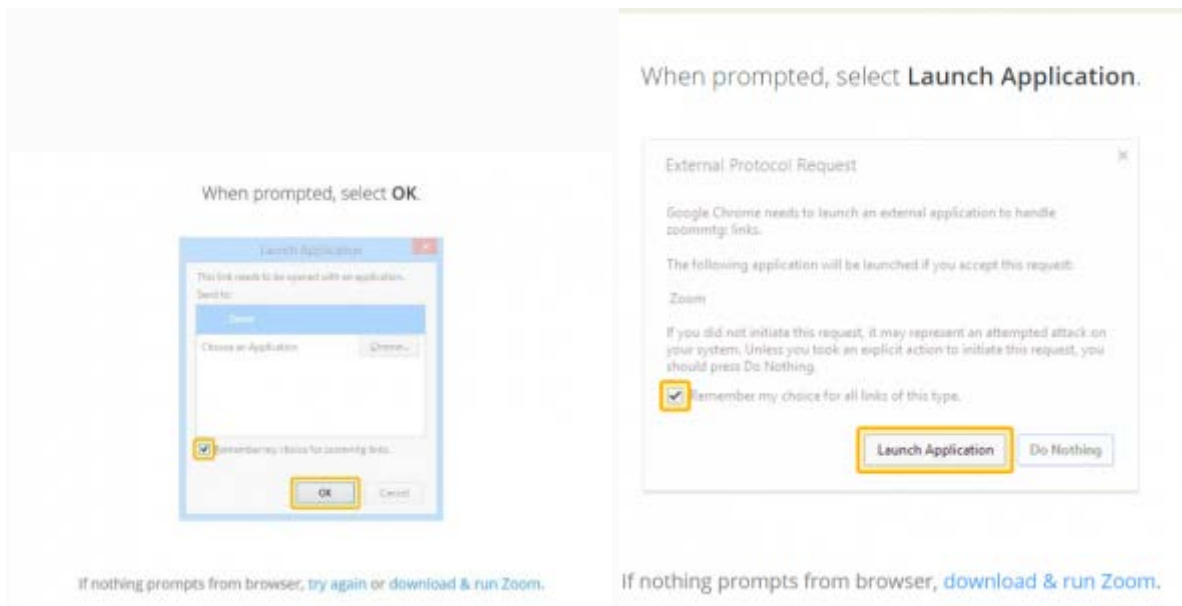 When prompted, select OK.
Launch Application
This link needs to be opened with an application.
Send to:
Zoom
Choose an Application
Choose...
Remember my choice for zoommtg links.
OK
Cancel
If nothing prompts from browser, try again or download & run Zoom.
When prompted, select Launch Application.
External Protocol Request
Google Chrome needs to launch an external application to handle
zoommtg: links.
The following application will be launched if you accept this request:
Zoom
If you did not initiate this request, it may represent an attempted attack on
your system. Unless you took an explicit action to initiate this request, you
should press Do Nothing.
Remember my choice for all links of this type.
Launch Application
Do Nothing
If nothing prompts from browser, download & run Zoom.